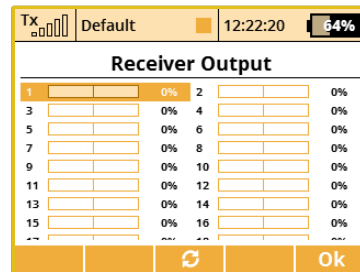 Tx Default 12:22:20 64%
Receiver Output
1 0% 2 0%
3 0% 4 0%
5 0% 6 0%
7 0% 8 0%
9 0% 10 0%
11 0% 12 0%
13 0% 14 0%
15 0% 16 0%
Ok